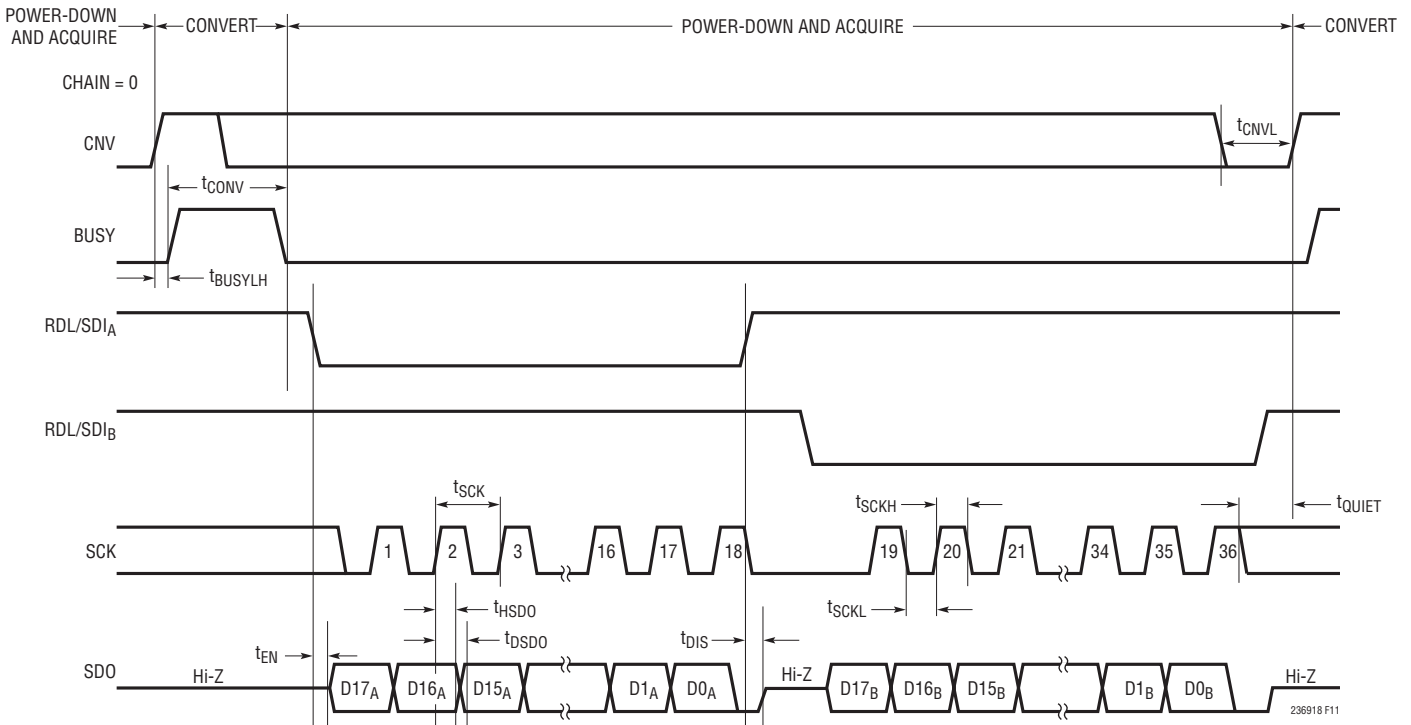 POWER-DOWN
AND ACQUIRE
CONVERT
POWER-DOWN AND ACQUIRE
CONVERT
CHAIN = 0
CNV
tCNVL
tCONV
BUSY
tBUSYLH
RDL/SDIA
RDL/SDIB
tSCK
tSCKH
tQUIET
SCK
1 2 3 16 17 18 19 20 21 34 35 36
tHSDO
tSCKL
tDSDO
tEN
tDIS
SDO
Hi-Z D17A D16A D15A D1A D0A Hi-Z D17B D16B D15B D1B D0B Hi-Z
236918 F11